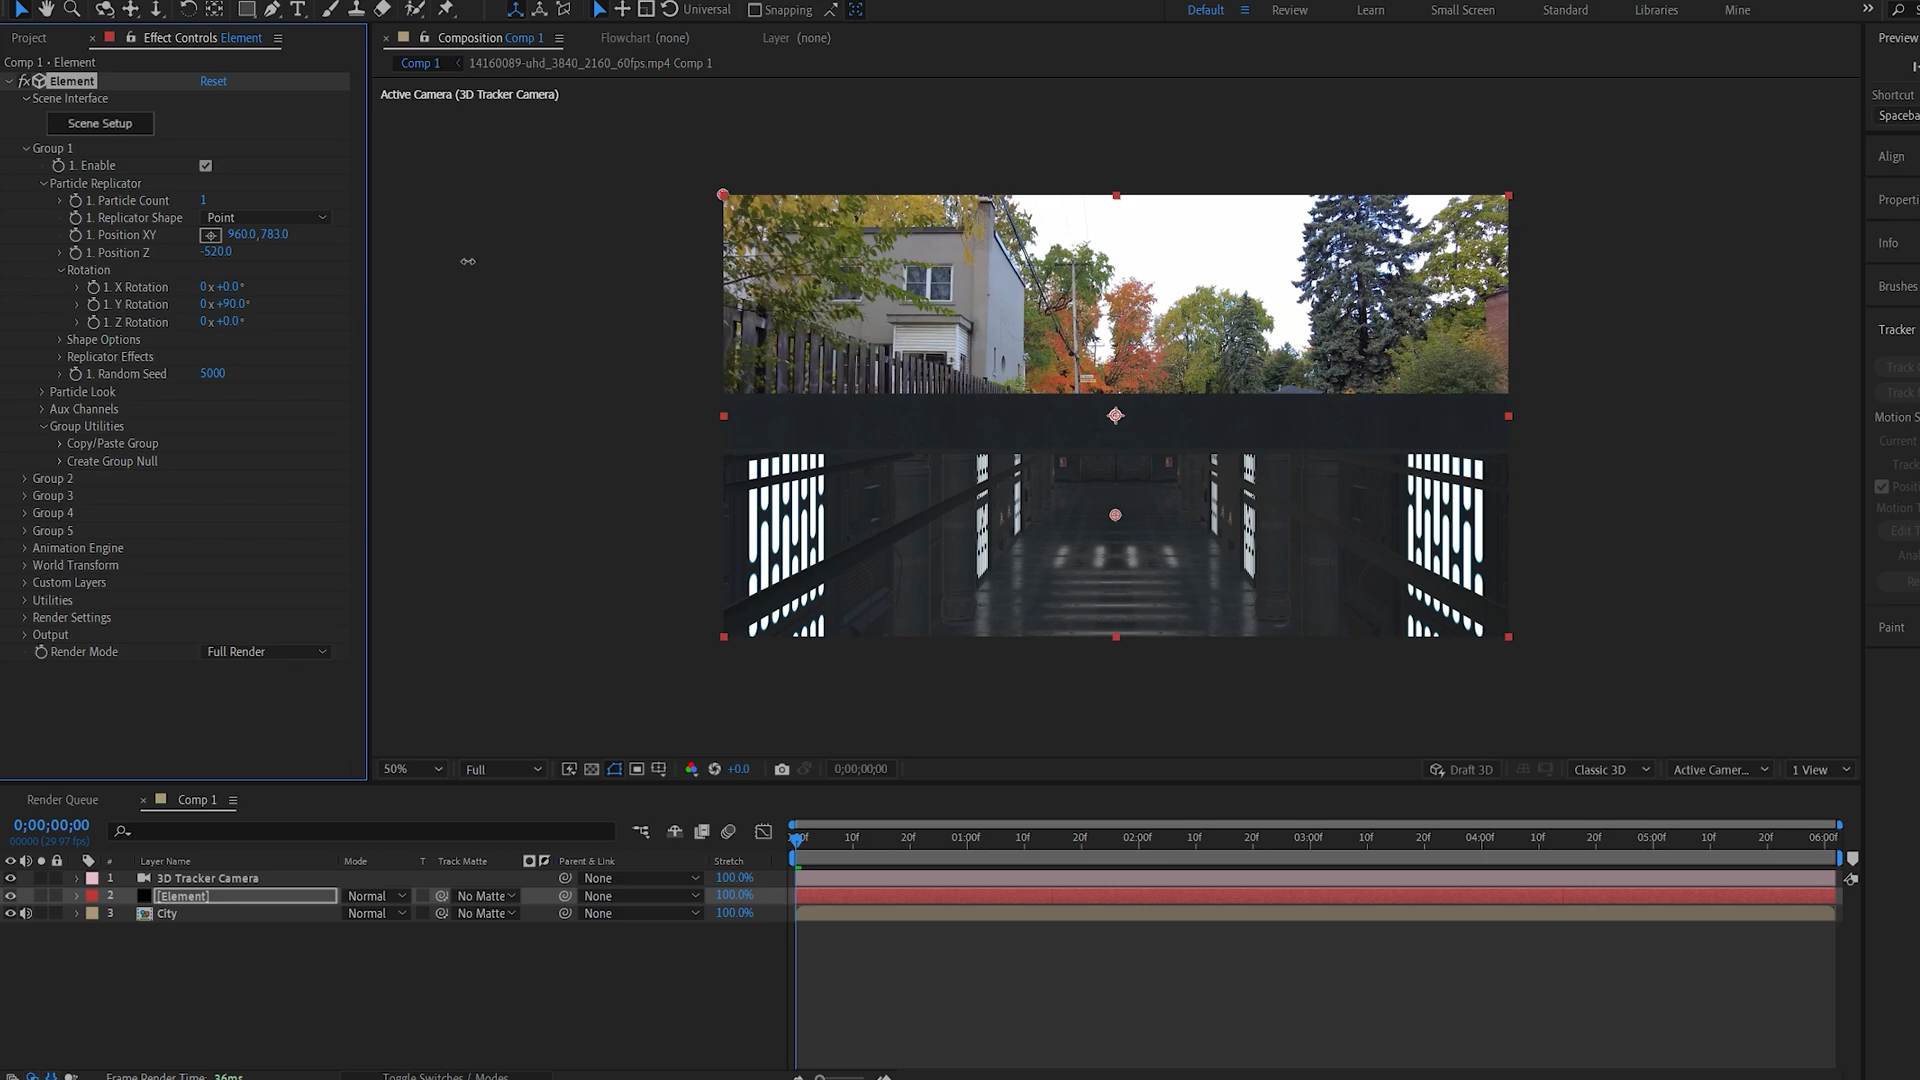 Universal
Snapping
Default
Review
Learn
Small Screen
Standard
Libraries
Mine
Project
Effect Controls Element
Composition Comp 1
Flowchart (none)
Layer (none)
Preview
Comp 1 • Element
Comp 1
14160089-uhd_3840_2160_60fps.mp4 Comp 1
fx Element
Reset
Active Camera (3D Tracker Camera)
Shortcut
Scene Interface
Scene Setup
Group 1
1. Enable
Particle Replicator
1. Particle Count 1
1. Replicator Shape Point
1. Position XY 960.0,783.0
1. Position Z -520.0
Rotation
1. X Rotation 0 x +0.0°
1. Y Rotation 0 x +90.0°
1. Z Rotation 0 x +0.0°
Shape Options
Replicator Effects
1. Random Seed 5000
Particle Look
Aux Channels
Group Utilities
Copy/Paste Group
Create Group Null
Group 2
Group 3
Group 4
Group 5
Animation Engine
World Transform
Custom Layers
Utilities
Render Settings
Output
Render Mode Full Render
Align
Info
Brushes
Tracker
Motion S
Current
Motion T
Edit T
Paint
50%
Full
+0.0
0;00;00;00
Draft 3D
Classic 3D
Active Camer...
1 View
Render Queue
Comp 1
0;00;00;00
00000 (29.97 fps)
# Layer Name Mode T Track Matte Parent & Link Stretch
1 3D Tracker Camera None 100.0%
2 [Element] Normal No Matte None 100.0%
3 City Normal No Matte None 100.0%
10f 20f 01:00f 10f 20f 02:00f 10f 20f 03:00f 10f 20f 04:00f 10f 20f 05:00f 10f 20f 06:00f
Frame Render Time: 36ms
Toggle Switches / Modes